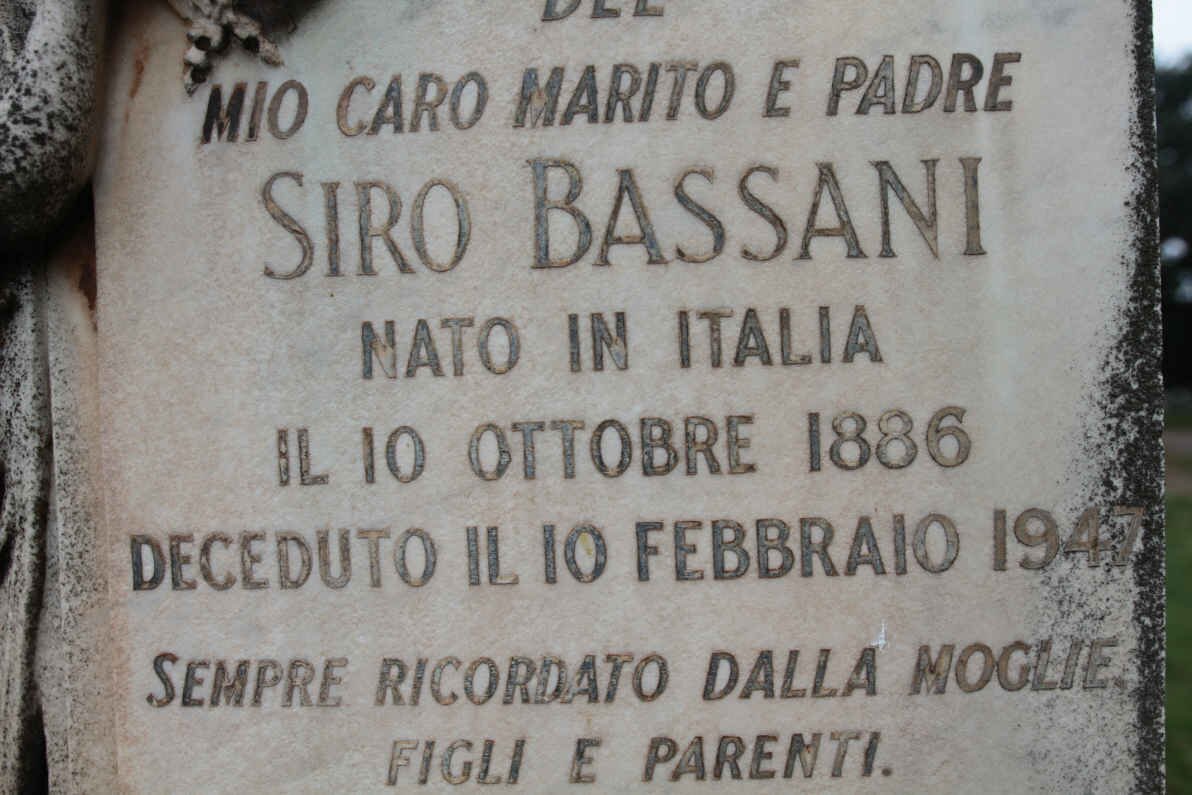 DEL
MIO CARO MARITO E PADRE
SIRO BASSANI
NATO IN ITALIA
IL 10 OTTOBRE 1886
DECEDUTO IL 10 FEBBRAIO 1947
SEMPRE RICORDATO DALLA MOGLIE.
FIGLI E PARENTI.